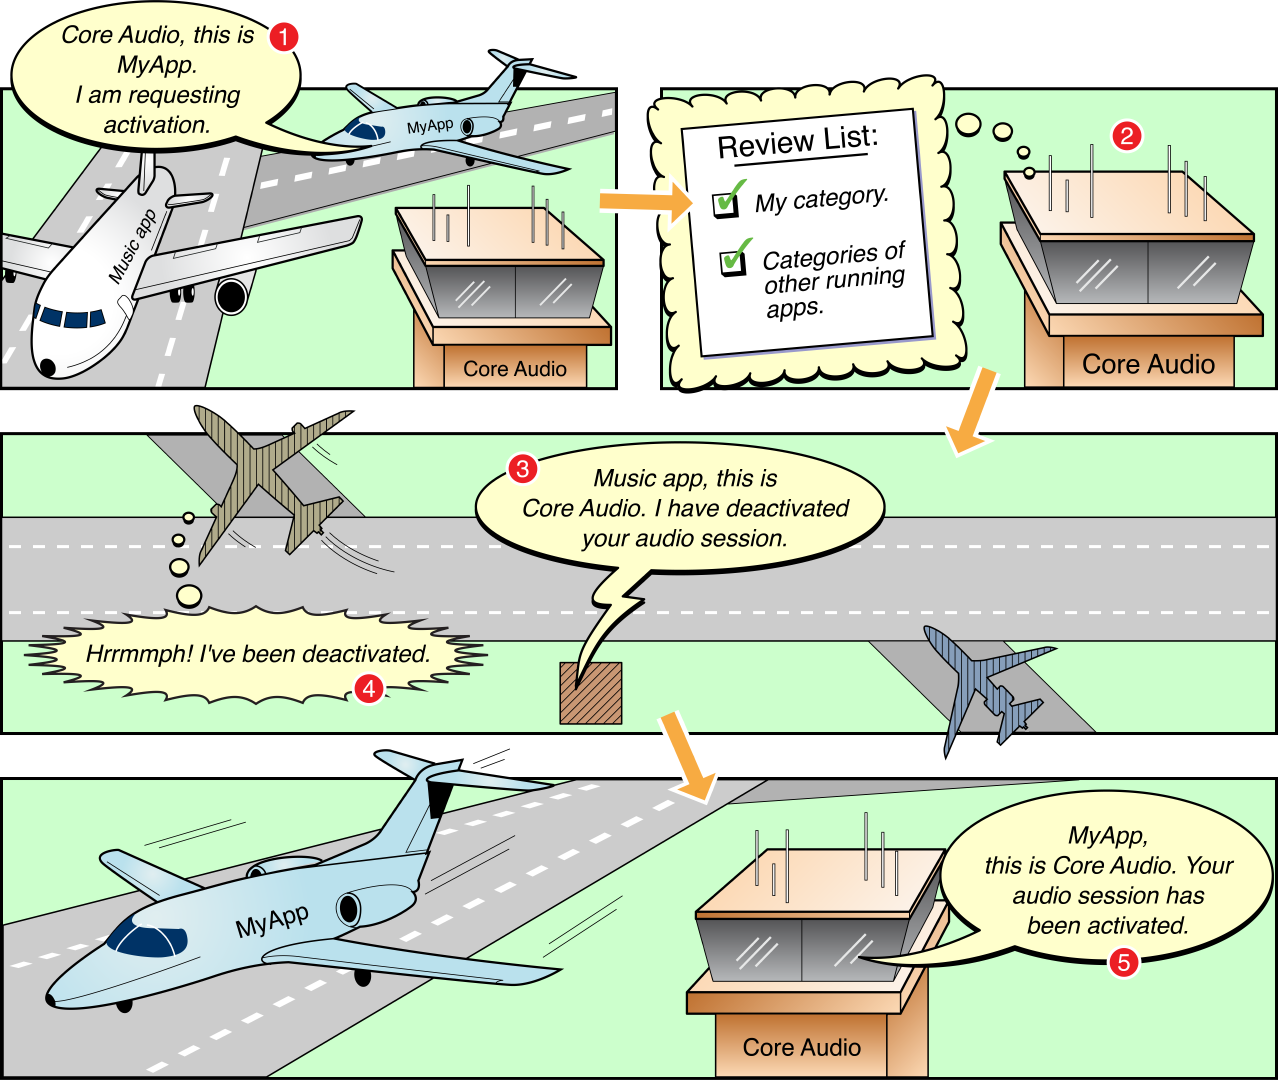 Core Audio, this is
MyApp.
I am requesting
activation.
1
MyApp
Music app
Core Audio
Review List:
My category.
Categories of
other running
apps.
2
Core Audio
3
Music app, this is
Core Audio. I have deactivated
your audio session.
Hrrmmph! I've been deactivated.
4
MyApp
Core Audio
MyApp,
this is Core Audio. Your
audio session has
been activated.
5